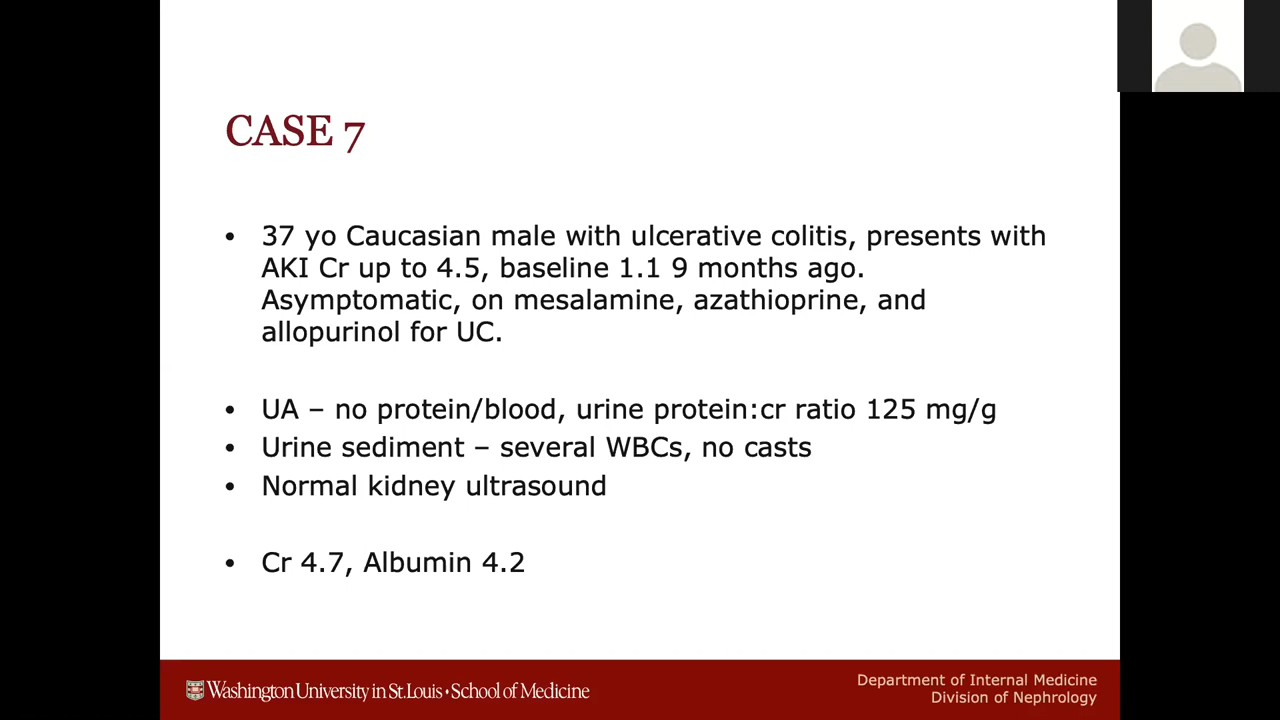 CASE 7
• 37 yo Caucasian male with ulcerative colitis, presents with
AKI Cr up to 4.5, baseline 1.1 9 months ago.
Asymptomatic, on mesalamine, azathioprine, and
allopurinol for UC.
• UA – no protein/blood, urine protein:cr ratio 125 mg/g
• Urine sediment – several WBCs, no casts
• Normal kidney ultrasound
• Cr 4.7, Albumin 4.2
Washington University in St. Louis • School of Medicine
Department of Internal Medicine
Division of Nephrology